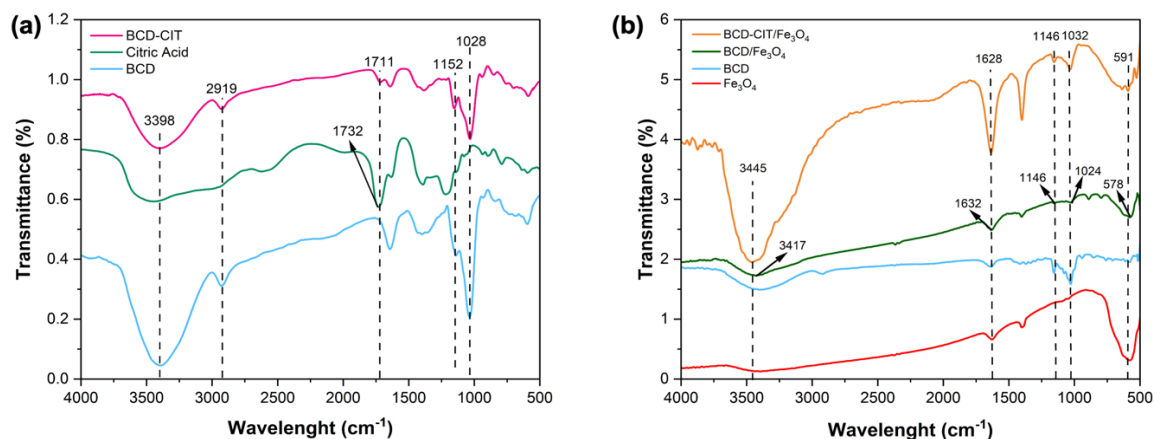 (a)
1.2
1.0
0.8
0.6
0.4
0.2
0.0
Transmittance (%)
BCD-CIT
Citric Acid
BCD
3398
2919
1732
1711
1152
1028
4000 3500 3000 2500 2000 1500 1000 500
Wavelenght (cm⁻¹)
(b)
6
5
4
3
2
1
0
Transmittance (%)
BCD-CIT/Fe₃O₄
BCD/Fe₃O₄
BCD
Fe₃O₄
1146 1032
1628
591
3445
1146
1024
578
1632
3417
4000 3500 3000 2500 2000 1500 1000 500
Wavelenght (cm⁻¹)